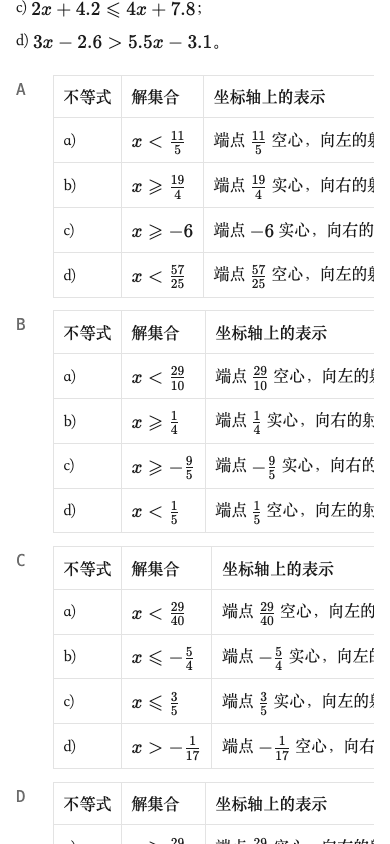 c) 2x + 4.2 ⩽ 4x + 7.8；
d) 3x − 2.6 > 5.5x − 3.1。
A
不等式 解集合 坐标轴上的表示
a) x < 11/5 端点 11/5 空心，向左的
b) x ⩾ 19/4 端点 19/4 实心，向右的
c) x ⩾ −6 端点 −6 实心，向右的
d) x < 57/25 端点 57/25 空心，向左的
B
不等式 解集合 坐标轴上的表示
a) x < 29/10 端点 29/10 空心，向左的
b) x ⩾ 1/4 端点 1/4 实心，向右的射
c) x ⩾ −9/5 端点 −9/5 实心，向右的
d) x < 1/5 端点 1/5 空心，向左的射
C
不等式 解集合 坐标轴上的表示
a) x < 29/40 端点 29/40 空心，向左的
b) x ⩽ −5/4 端点 −5/4 实心，向左的
c) x ⩽ 3/5 端点 3/5 实心，向左的射
d) x > −1/17 端点 −1/17 空心，向右
D
不等式 解集合 坐标轴上的表示